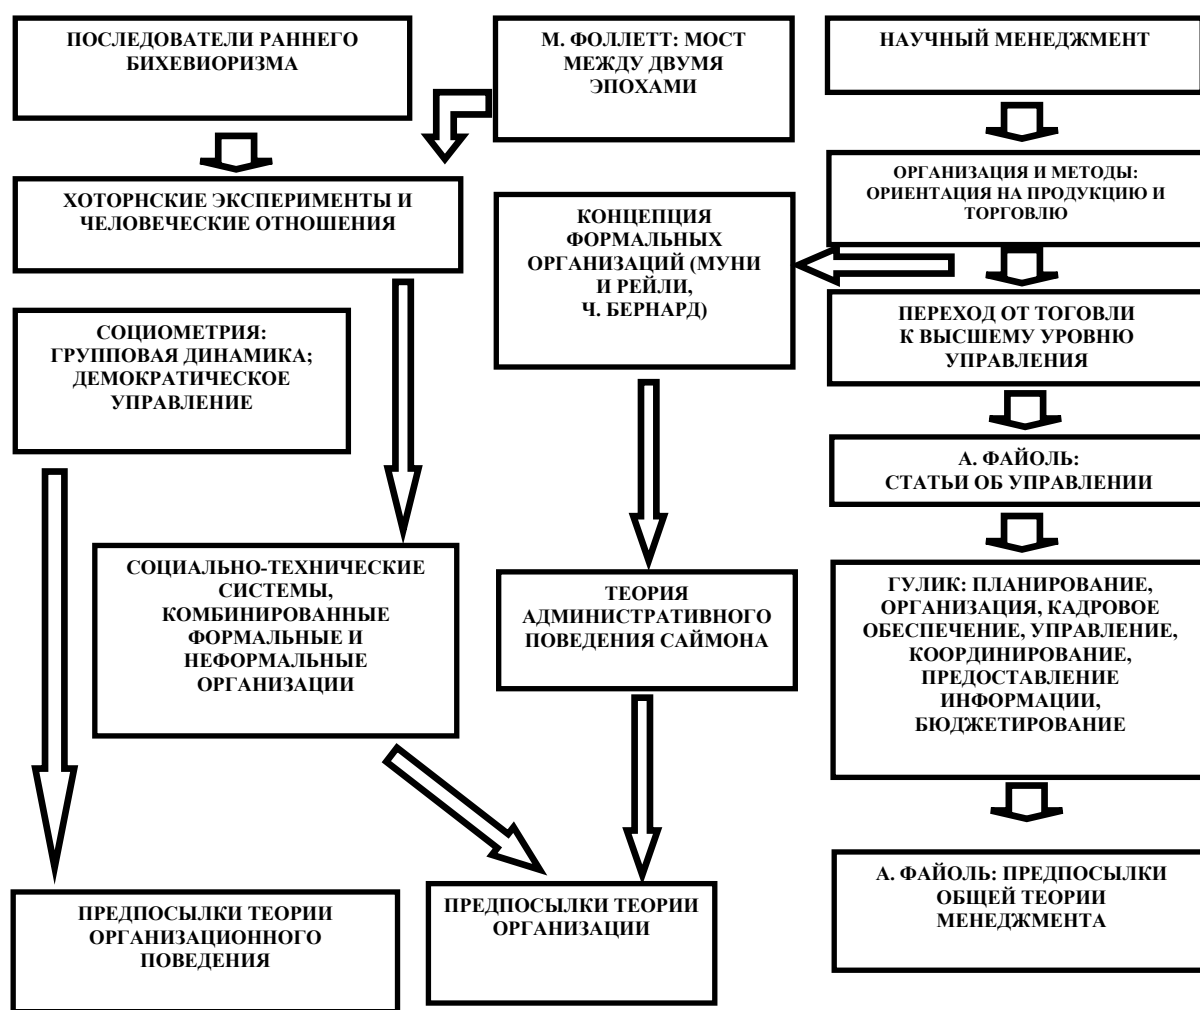 ПОСЛЕДОВАТЕЛИ РАННЕГО
БИХЕВИОРИЗМА
М. ФОЛЛЕТТ: МОСТ
МЕЖДУ ДВУМЯ
ЭПОХАМИ
НАУЧНЫЙ МЕНЕДЖМЕНТ
ХОТОРНСКИЕ ЭКСПЕРИМЕНТЫ И
ЧЕЛОВЕЧЕСКИЕ ОТНОШЕНИЯ
КОНЦЕПЦИЯ
ФОРМАЛЬНЫХ
ОРГАНИЗАЦИЙ (МУНИ
И РЕЙЛИ,
Ч. БЕРНАРД)
ОРГАНИЗАЦИЯ И МЕТОДЫ:
ОРИЕНТАЦИЯ НА ПРОДУКЦИЮ И
ТОРГОВЛЮ
СОЦИОМЕТРИЯ:
ГРУППОВАЯ ДИНАМИКА;
ДЕМОКРАТИЧЕСКОЕ
УПРАВЛЕНИЕ
ПЕРЕХОД ОТ ТОГОВЛИ
К ВЫСШЕМУ УРОВНЮ
УПРАВЛЕНИЯ
А. ФАЙОЛЬ:
СТАТЬИ ОБ УПРАВЛЕНИИ
СОЦИАЛЬНО-ТЕХНИЧЕСКИЕ
СИСТЕМЫ,
КОМБИНИРОВАННЫЕ
ФОРМАЛЬНЫЕ И
НЕФОРМАЛЬНЫЕ
ОРГАНИЗАЦИИ
ТЕОРИЯ
АДМИНИСТРАТИВНОГО
ПОВЕДЕНИЯ САЙМОНА
ГУЛИК: ПЛАНИРОВАНИЕ,
ОРГАНИЗАЦИЯ, КАДРОВОЕ
ОБЕСПЕЧЕНИЕ, УПРАВЛЕНИЕ,
КООРДИНИРОВАНИЕ,
ПРЕДОСТАВЛЕНИЕ
ИНФОРМАЦИИ,
БЮДЖЕТИРОВАНИЕ
ПРЕДПОСЫЛКИ ТЕОРИИ
ОРГАНИЗАЦИОННОГО
ПОВЕДЕНИЯ
ПРЕДПОСЫЛКИ ТЕОРИИ
ОРГАНИЗАЦИИ
А. ФАЙОЛЬ: ПРЕДПОСЫЛКИ
ОБЩЕЙ ТЕОРИИ
МЕНЕДЖМЕНТА